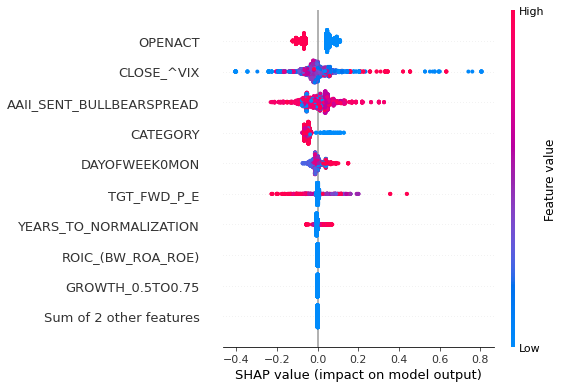 High
OPENACT
CLOSE_^VIX
AAII_SENT_BULLBEARSPREAD
CATEGORY
DAYOFWEEK0MON
TGT_FWD_P_E
YEARS_TO_NORMALIZATION
ROIC_(BW_ROA_ROE)
GROWTH_0.5TO0.75
Sum of 2 other features
Feature value
Low
−0.4 −0.2 0.0 0.2 0.4 0.6 0.8
SHAP value (impact on model output)